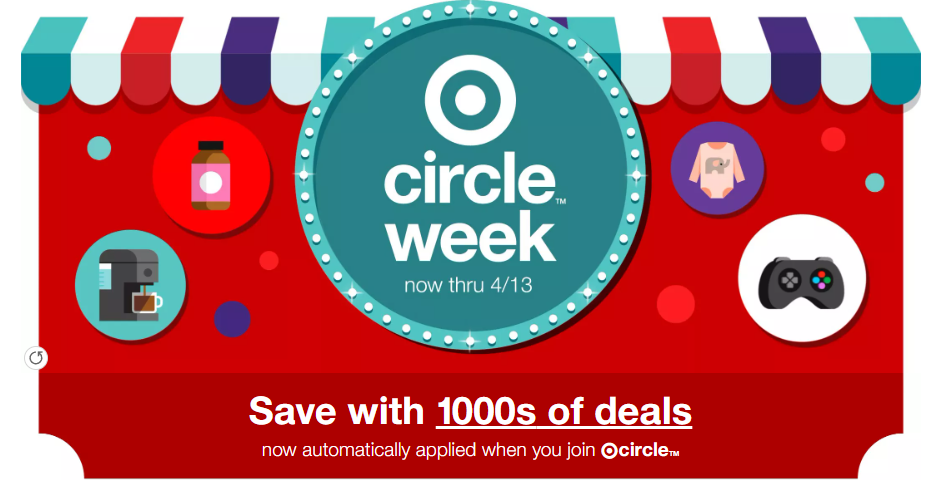 circle™
week
now thru 4/13
Save with 1000s of deals
now automatically applied when you join circle™